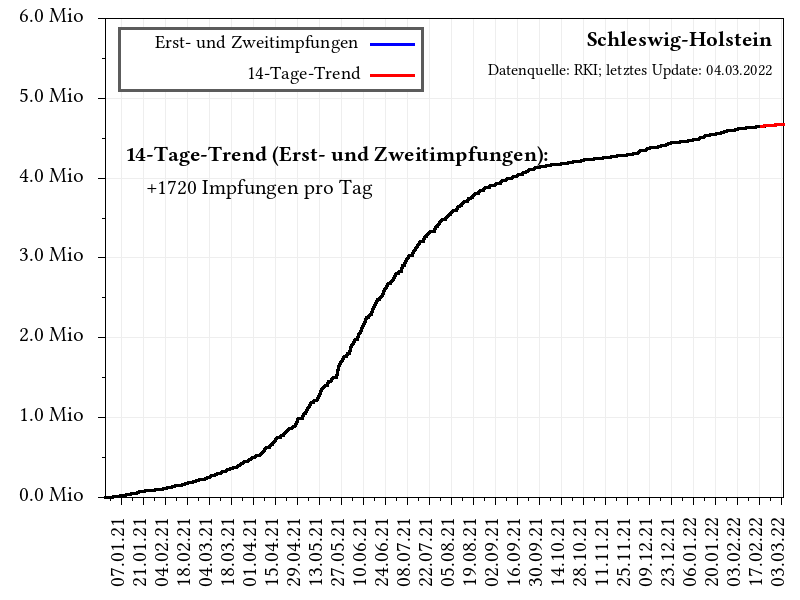 6.0 Mio
5.0 Mio
4.0 Mio
3.0 Mio
2.0 Mio
1.0 Mio
0.0 Mio
Erst- und Zweitimpfungen
14-Tage-Trend
Schleswig-Holstein
Datenquelle: RKI; letztes Update: 04.03.2022
14-Tage-Trend (Erst- und Zweitimpfungen):
+1720 Impfungen pro Tag
07.01.21
21.01.21
04.02.21
18.02.21
04.03.21
18.03.21
01.04.21
15.04.21
29.04.21
13.05.21
27.05.21
10.06.21
24.06.21
08.07.21
22.07.21
05.08.21
19.08.21
02.09.21
16.09.21
30.09.21
14.10.21
28.10.21
11.11.21
25.11.21
09.12.21
23.12.21
06.01.22
20.01.22
03.02.22
17.02.22
03.03.22